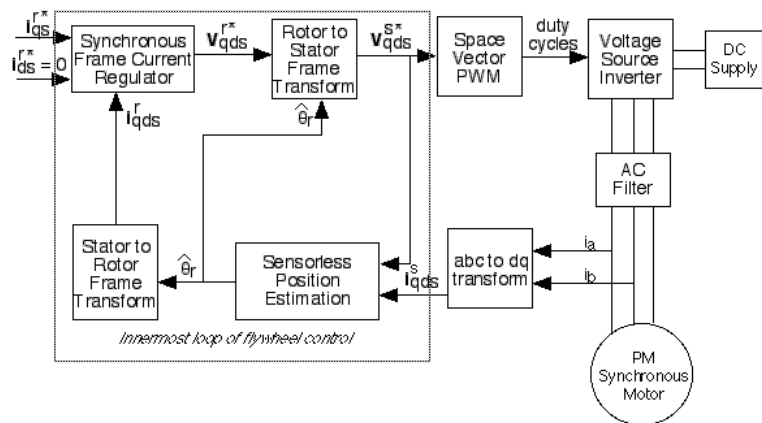 i^{r*}_{qs}
i^{r*}_{ds} = 0
Synchronous
Frame Current
Regulator
v^{r*}_{qds}
Rotor to
Stator
Frame
Transform
v^{s*}_{qds}
Space
Vector
PWM
duty
cycles
Voltage
Source
Inverter
DC
Supply
i^{r}_{qds}
θ̂r
AC
Filter
Stator to
Rotor
Frame
Transform
θ̂r
Sensorless
Position
Estimation
i^{s}_{qds}
abc to dq
transform
ia
ib
Innermost loop of flywheel control
PM
Synchronous
Motor